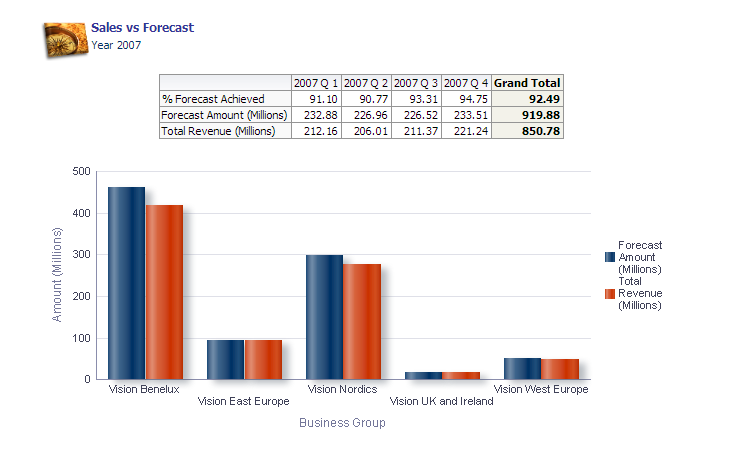 Sales vs Forecast
Year 2007
2007 Q 1 2007 Q 2 2007 Q 3 2007 Q 4 Grand Total
% Forecast Achieved 91.10 90.77 93.31 94.75 92.49
Forecast Amount (Millions) 232.88 226.96 226.52 233.51 919.88
Total Revenue (Millions) 212.16 206.01 211.37 221.24 850.78
500
400
300
200
100
0
Amount (Millions)
Vision Benelux
Vision East Europe
Vision Nordics
Vision UK and Ireland
Vision West Europe
Business Group
Forecast
Amount
(Millions)
Total
Revenue
(Millions)